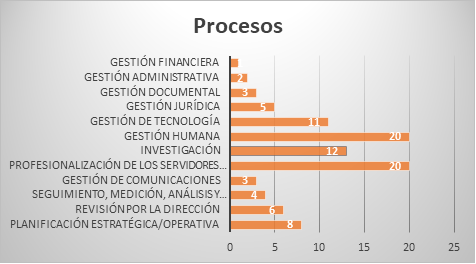 Procesos
GESTIÓN FINANCIERA 1
GESTIÓN ADMINISTRATIVA 2
GESTIÓN DOCUMENTAL 3
GESTIÓN JURÍDICA 5
GESTIÓN DE TECNOLOGÍA 11
GESTIÓN HUMANA 20
INVESTIGACIÓN 12
PROFESIONALIZACIÓN DE LOS SERVIDORES... 20
GESTIÓN DE COMUNICACIONES 3
SEGUIMIENTO, MEDICIÓN, ANÁLISIS Y... 4
REVISIÓN POR LA DIRECCIÓN 6
PLANIFICACIÓN ESTRATÉGICA/OPERATIVA 8
0 5 10 15 20 25